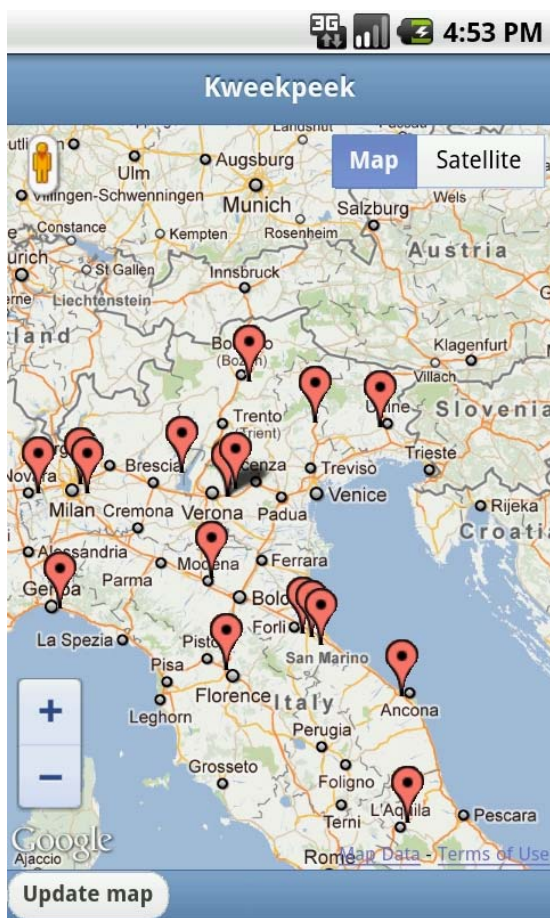 3G 4:53 PM
Kweekpeek
Map Satellite
Ulm
Augsburg
Munich
Salzburg
Wels
Constance
Kempten
Rosenheim
St Gallen
Innsbruck
Austria
Liechtenstein
Klagenfurt
Villach
Trento
(Trient)
Slovenia
Brescia
Treviso
Trieste
Milan
Cremona
Verona
Padua
Venice
Rijeka
Alessandria
Parma
Modena
Ferrara
Forlì
La Spezia
Pisa
San Marino
Florence
Italy
Ancona
Leghorn
Perugia
Grosseto
Foligno
L'Aquila
Terni
Pescara
Google
Ajaccio
Rome
Map Data - Terms of Use
+
−
Update map